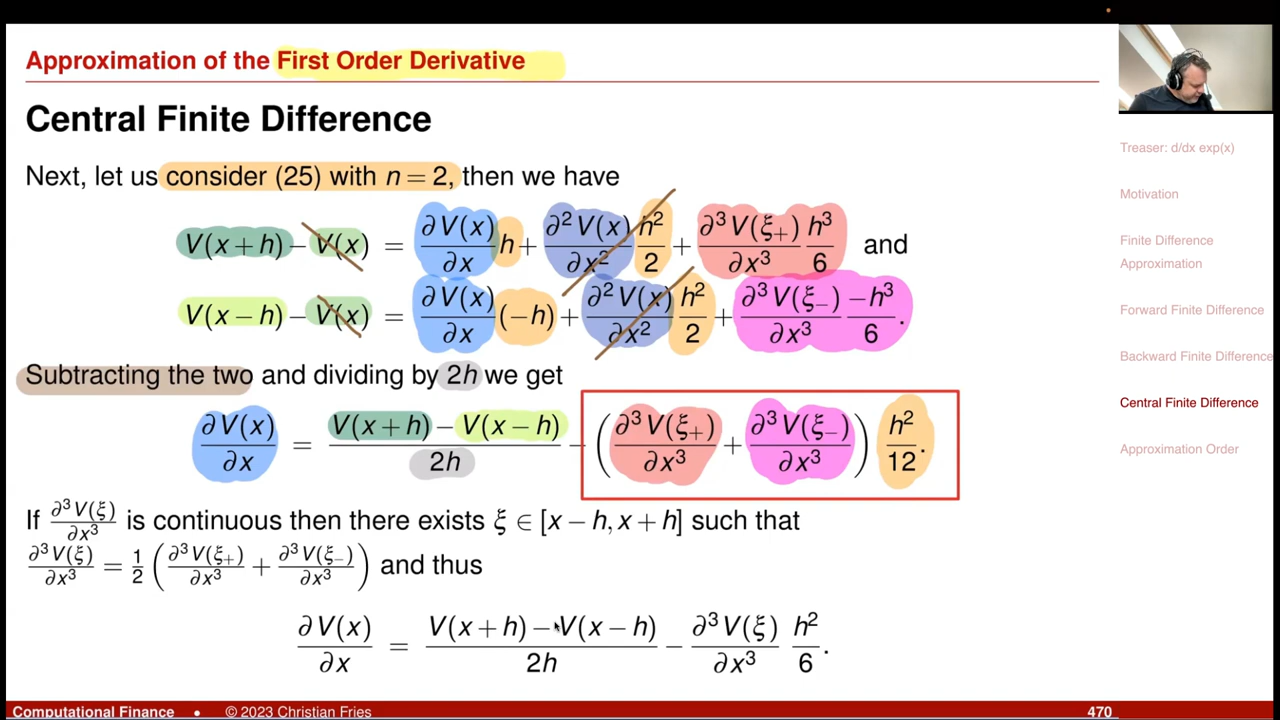 Approximation of the First Order Derivative
Central Finite Difference
Next, let us consider (25) with n = 2, then we have
V(x + h) − V(x) = ∂V(x)/∂x h + ∂²V(x)/∂x² h²/2 + ∂³V(ξ₊)/∂x³ h³/6 and
V(x − h) − V(x) = ∂V(x)/∂x (−h) + ∂²V(x)/∂x² h²/2 + ∂³V(ξ₋)/∂x³ −h³/6.
Subtracting the two and dividing by 2h we get
∂V(x)/∂x = V(x + h) − V(x − h)/2h − (∂³V(ξ₊)/∂x³ + ∂³V(ξ₋)/∂x³) h²/12.
If ∂³V(ξ)/∂x³ is continuous then there exists ξ ∈ [x − h, x + h] such that
∂³V(ξ)/∂x³ = 1/2 (∂³V(ξ₊)/∂x³ + ∂³V(ξ₋)/∂x³) and thus
∂V(x)/∂x = V(x + h) − V(x − h)/2h − ∂³V(ξ)/∂x³ h²/6.
Computational Finance • © 2023 Christian Fries 470
Treaser: d/dx exp(x)
Motivation
Finite Difference
Approximation
Forward Finite Difference
Backward Finite Difference
Central Finite Difference
Approximation Order